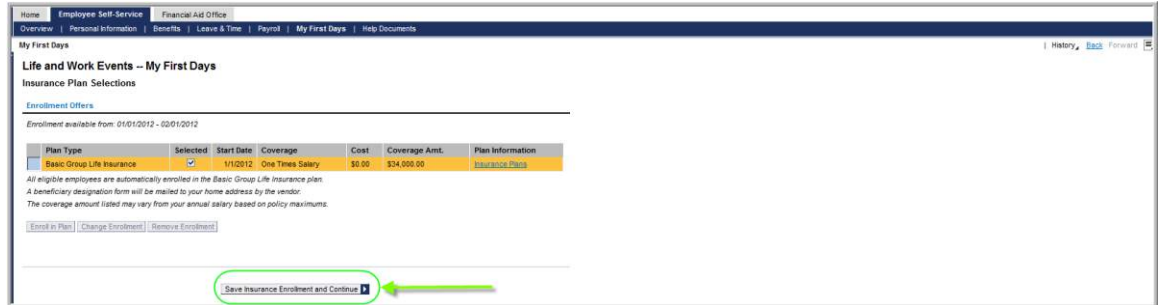 Home Employee Self-Service Financial Aid Office
Overview | Personal Information | Benefits | Leave & Time | Payroll | My First Days | Help Documents
My First Days | History Back Forward
Life and Work Events -- My First Days
Insurance Plan Selections
Enrollment Offers
Enrollment available from: 01/01/2012 - 02/01/2012
Plan Type Selected Start Date Coverage Cost Coverage Amt. Plan Information
Basic Group Life Insurance 1/1/2012 One Times Salary $0.00 $34,000.00 Insurance Plans
All eligible employees are automatically enrolled in the Basic Group Life Insurance plan.
A beneficiary designation form will be mailed to your home address by the vendor.
The coverage amount listed may vary from your annual salary based on policy maximums.
Enroll in Plan Change Enrollment Remove Enrollment
Save Insurance Enrollment and Continue